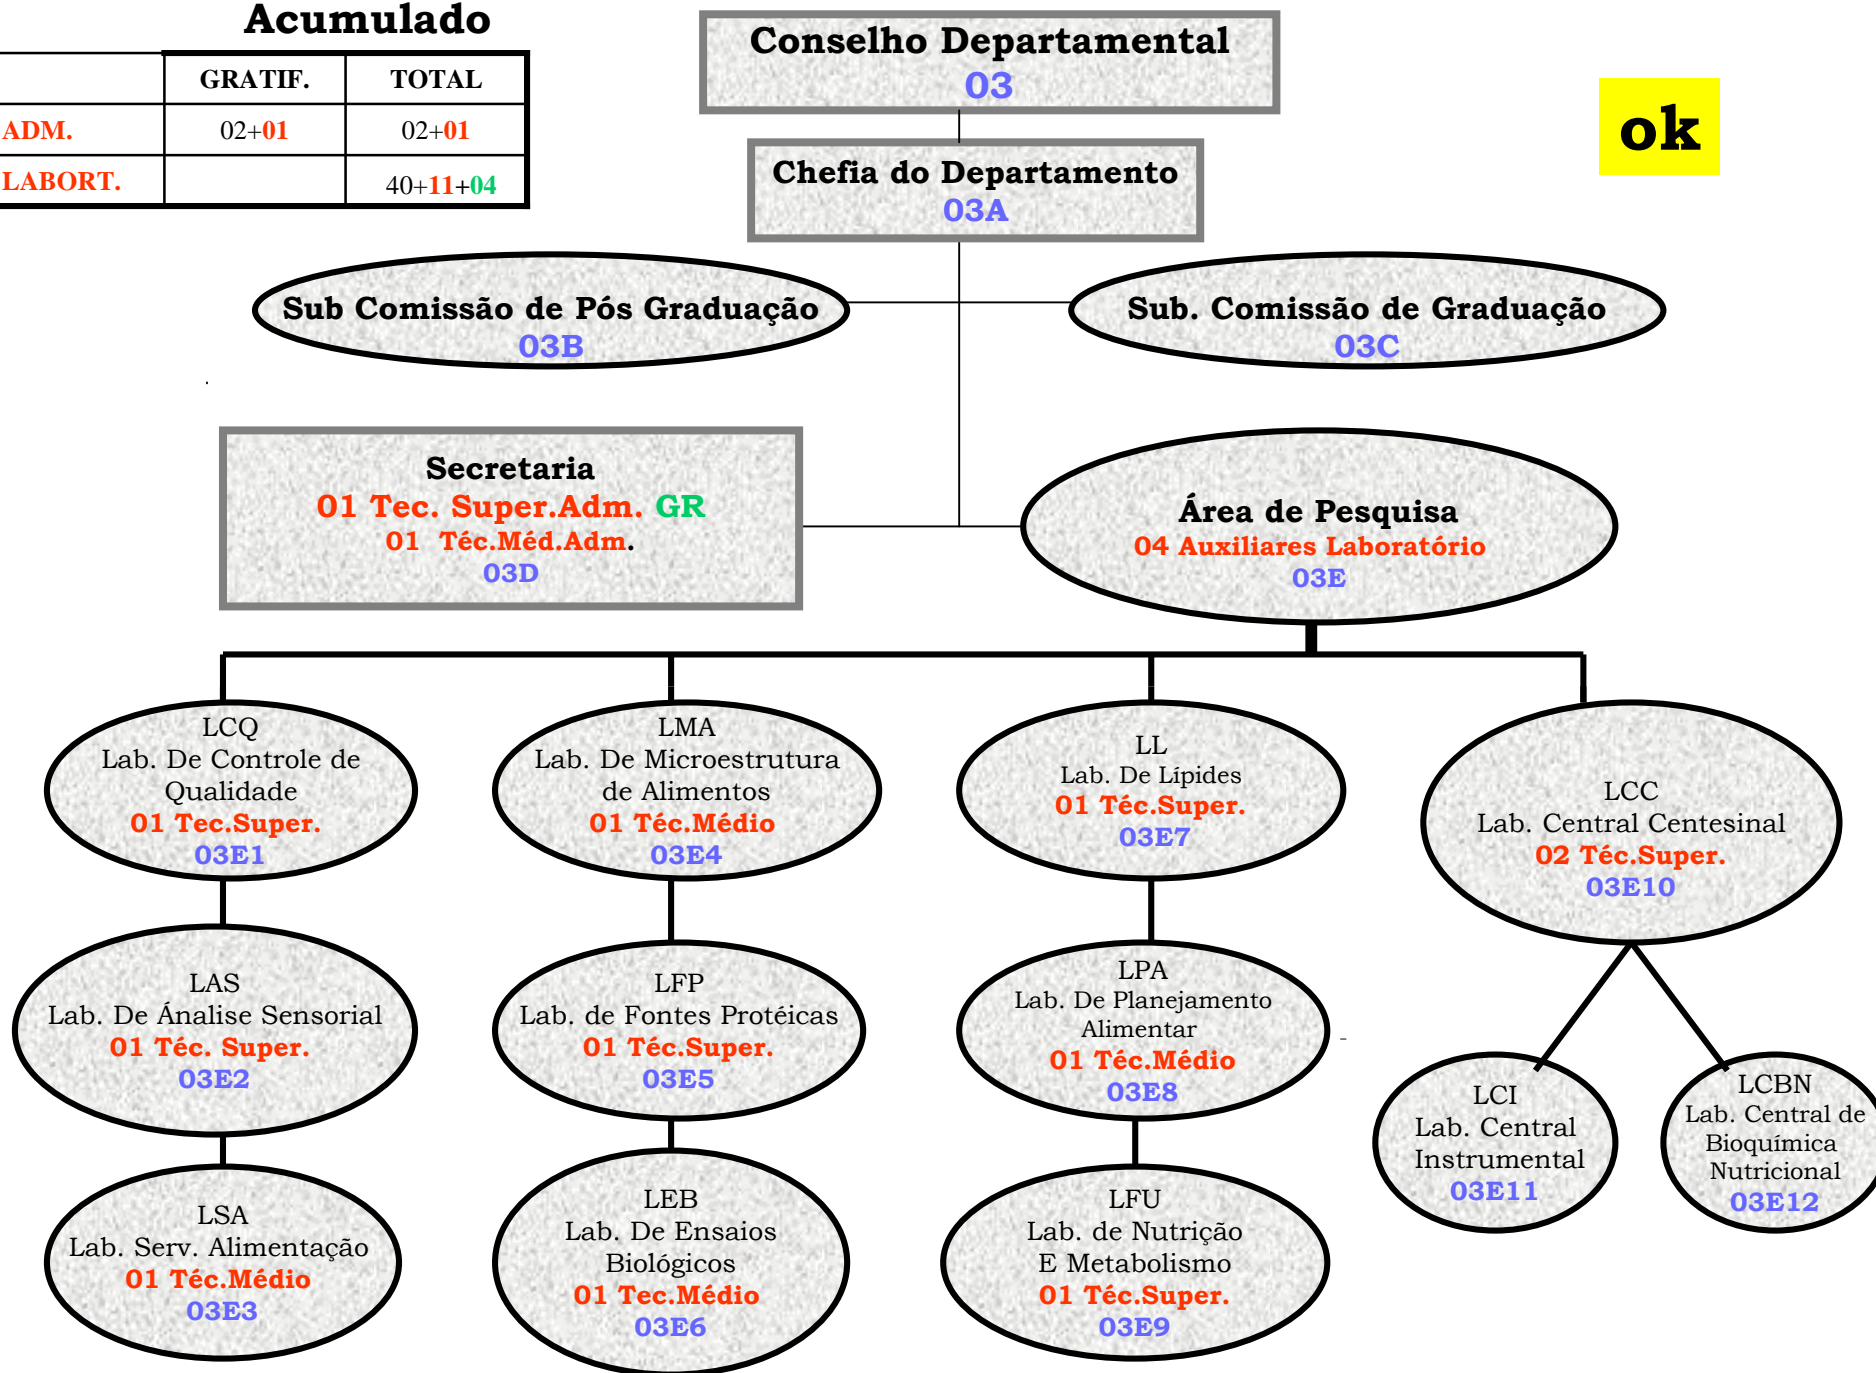 Acumulado
GRATIF. TOTAL
ADM. 02+01 02+01
LABORT. 40+11+04
Conselho Departamental
03
ok
Chefia do Departamento
03A
Sub Comissão de Pós Graduação
03B
Sub. Comissão de Graduação
03C
Secretaria
01 Tec. Super.Adm. GR
01 Téc.Méd.Adm.
03D
Área de Pesquisa
04 Auxiliares Laboratório
03E
LCQ
Lab. De Controle de
Qualidade
01 Tec.Super.
03E1
LMA
Lab. De Microestrutura
de Alimentos
01 Téc.Médio
03E4
LL
Lab. De Lípides
01 Téc.Super.
03E7
LCC
Lab. Central Centesinal
02 Téc.Super.
03E10
LAS
Lab. De Ánalise Sensorial
01 Téc. Super.
03E2
LFP
Lab. de Fontes Protéicas
01 Téc.Super.
03E5
LPA
Lab. De Planejamento
Alimentar
01 Téc.Médio
03E8
LCI
Lab. Central
Instrumental
03E11
LCBN
Lab. Central de
Bioquímica
Nutricional
03E12
LSA
Lab. Serv. Alimentação
01 Téc.Médio
03E3
LEB
Lab. De Ensaios
Biológicos
01 Tec.Médio
03E6
LFU
Lab. de Nutrição
E Metabolismo
01 Téc.Super.
03E9